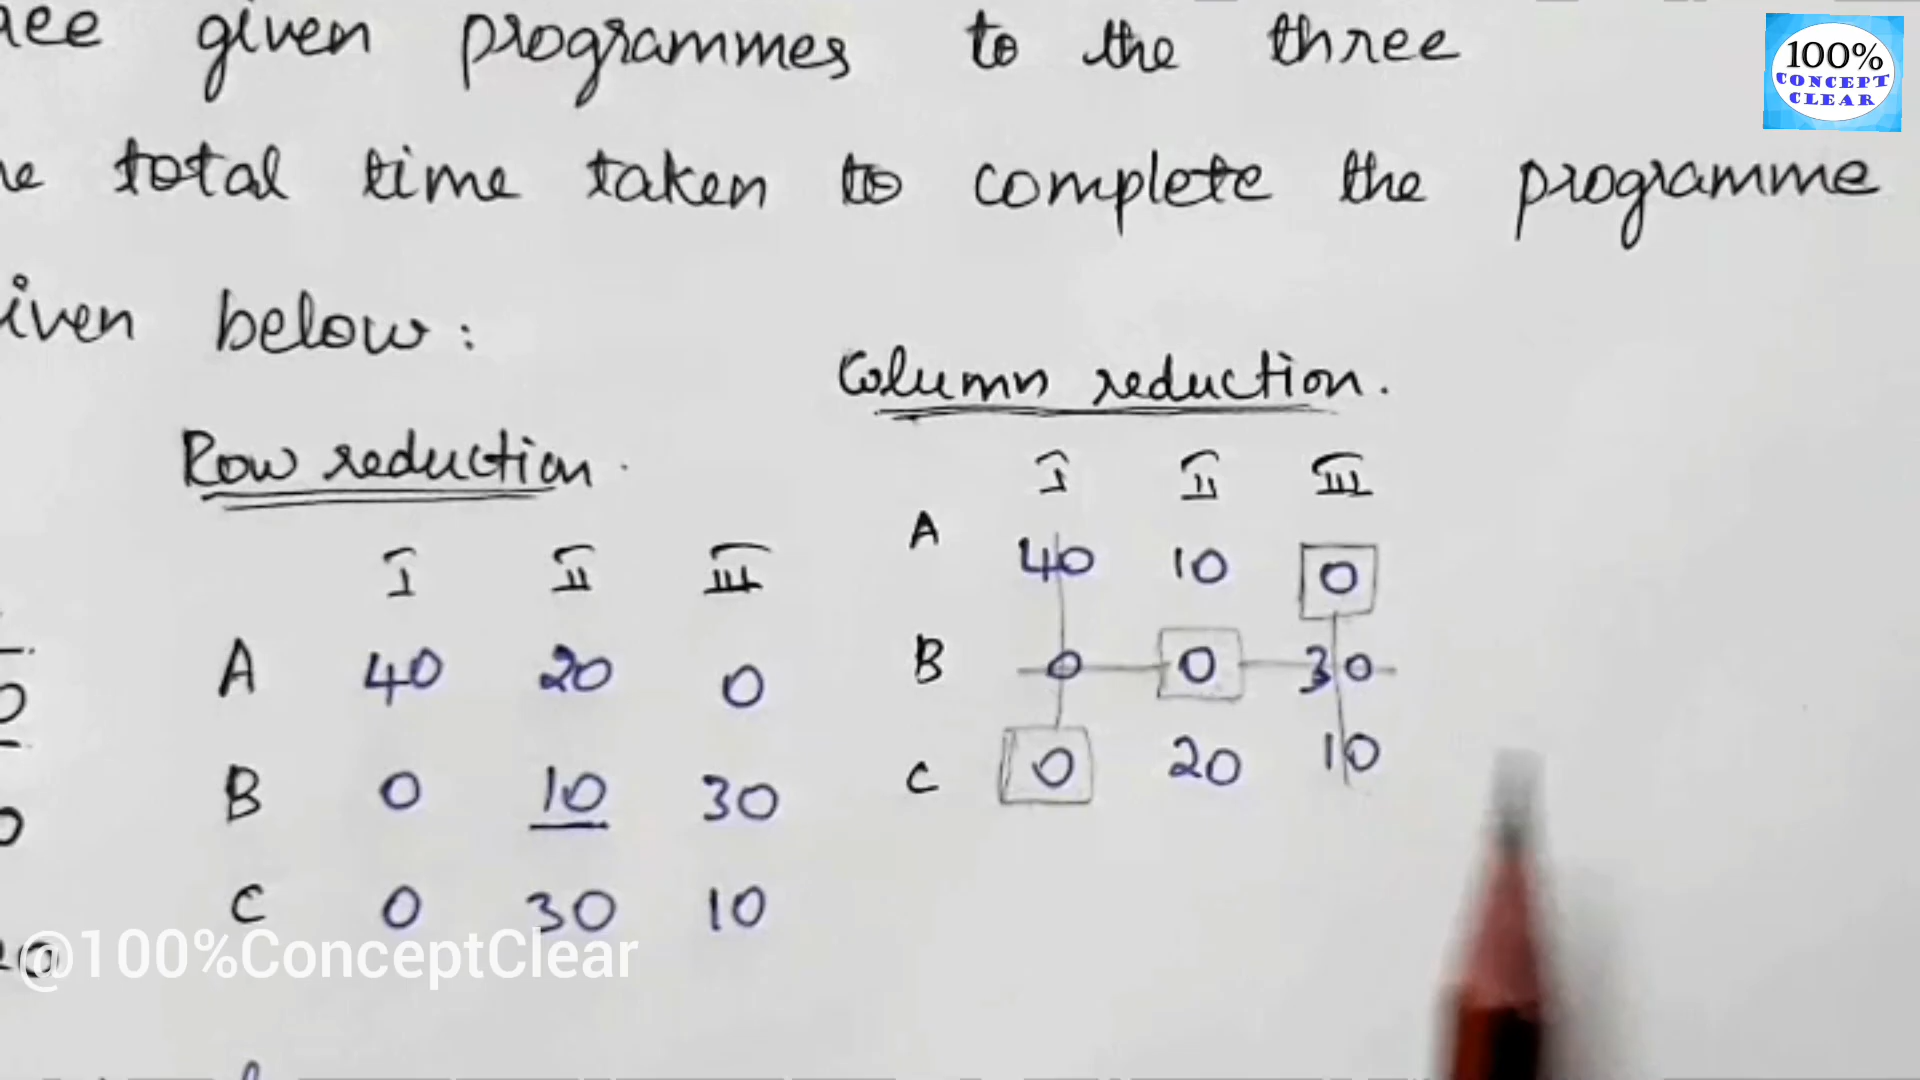 given programmes to the three
total time taken to complete the programme
below:
Column reduction.
Row reduction.
I II III
A 40 10 0
B 0 0 30
C 0 20 10
I II III
A 40 20 0
B 0 10 30
C 0 30 10
@100%ConceptClear
100%
CONCEPT
CLEAR